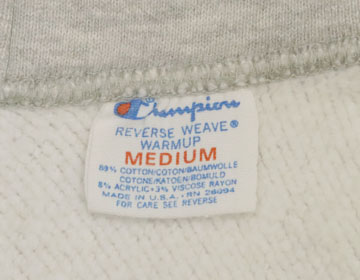 Champion
REVERSE WEAVE®
WARMUP
MEDIUM
89% COTTON/COTON/BAUMWOLLE
COTONE/KATOEN/BOMULD
8% ACRYLIC•3% VISCOSE RAYON
MADE IN U.S.A.•RN 26094
FOR CARE SEE REVERSE